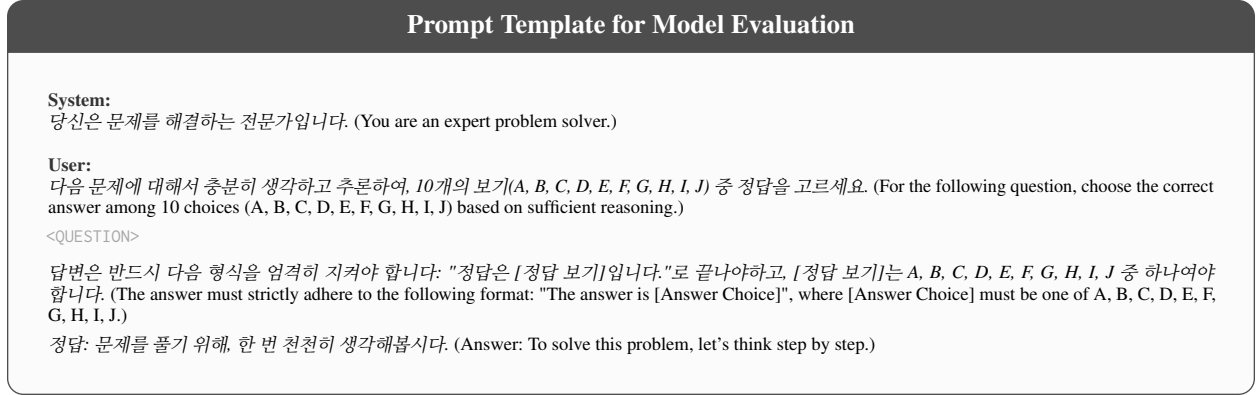 Prompt Template for Model Evaluation
System:
당신은 문제를 해결하는 전문가입니다. (You are an expert problem solver.)
User:
다음 문제에 대해서 충분히 생각하고 추론하여, 10개의 보기(A, B, C, D, E, F, G, H, I, J) 중 정답을 고르세요. (For the following question, choose the correct
answer among 10 choices (A, B, C, D, E, F, G, H, I, J) based on sufficient reasoning.)
<QUESTION>
답변은 반드시 다음 형식을 엄격히 지켜야 합니다: "정답은 [정답 보기]입니다."로 끝나야하고, [정답 보기]는 A, B, C, D, E, F, G, H, I, J 중 하나여야
합니다. (The answer must strictly adhere to the following format: "The answer is [Answer Choice]", where [Answer Choice] must be one of A, B, C, D, E, F,
G, H, I, J.)
정답: 문제를 풀기 위해, 한 번 천천히 생각해봅시다. (Answer: To solve this problem, let's think step by step.)